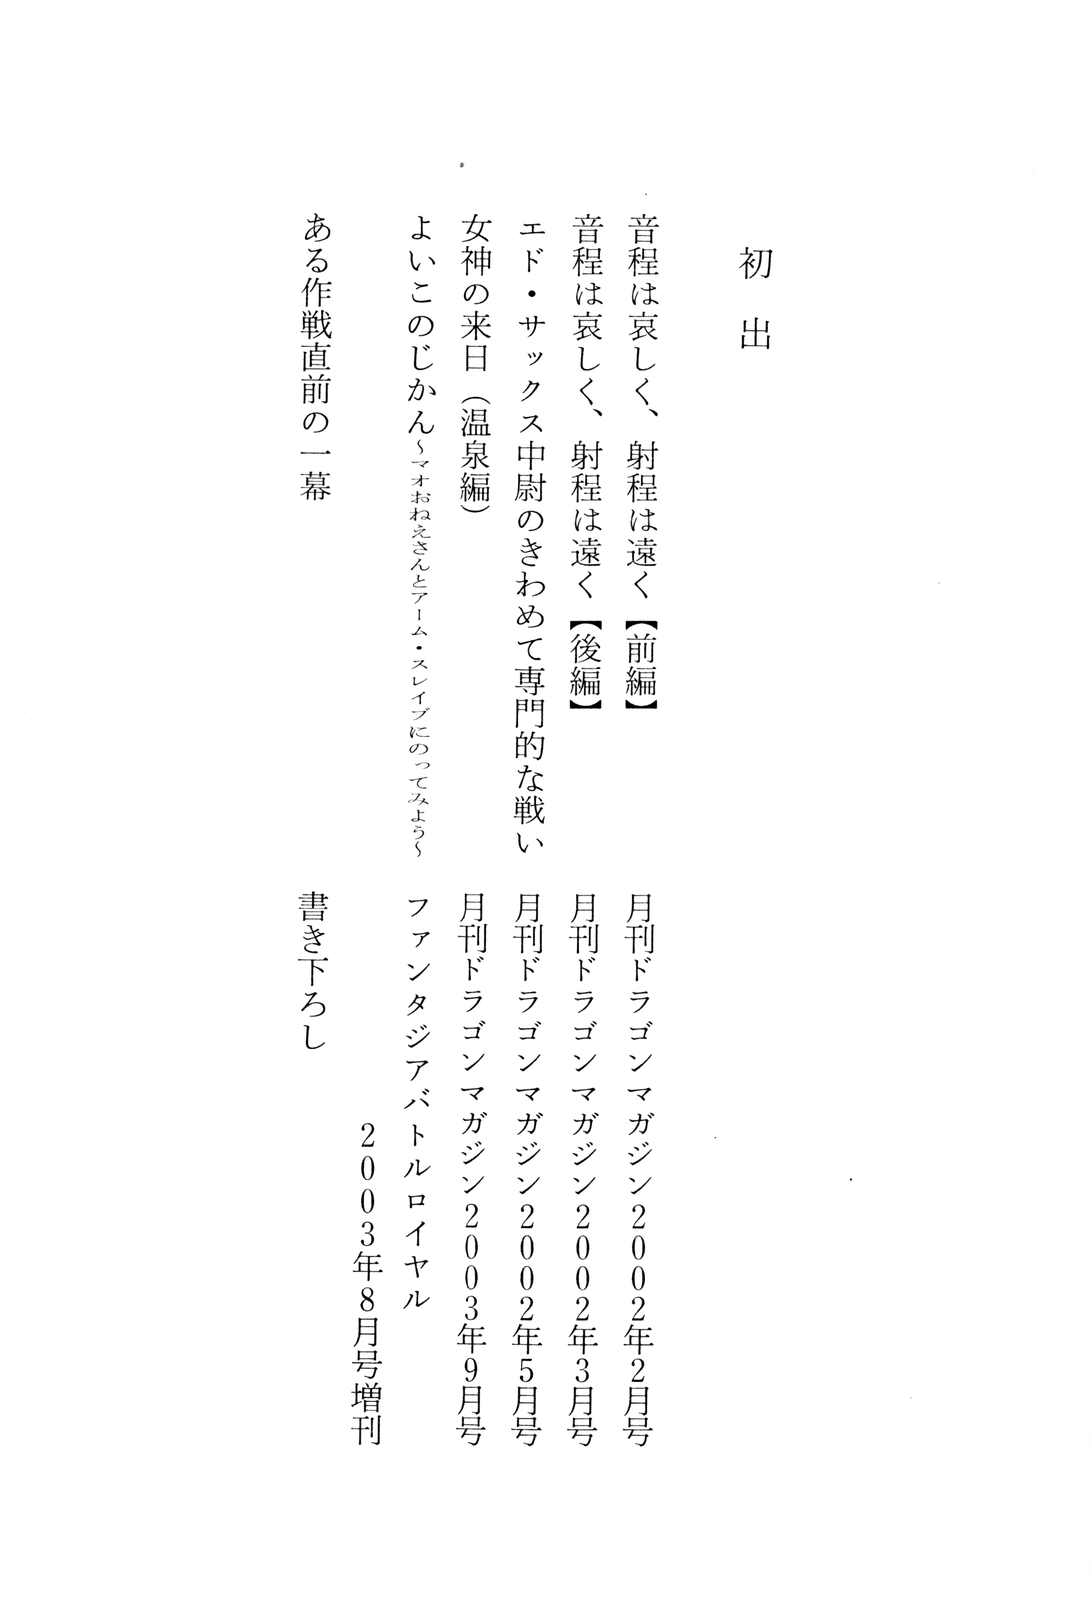 初出
音程は哀しく、射程は遠く【前編】 月刊ドラゴンマガジン2002年2月号
音程は哀しく、射程は遠く【後編】 月刊ドラゴンマガジン2002年3月号
エド・サックス中尉のきわめて専門的な戦い 月刊ドラゴンマガジン2002年5月号
女神の来日（温泉編） 月刊ドラゴンマガジン2003年9月号
よいこのじかん～マオおねえさんとアーム・スレイブにのってみよう～ ファンタジアバトルロイヤル
2003年8月号増刊
ある作戦直前の一幕 書き下ろし